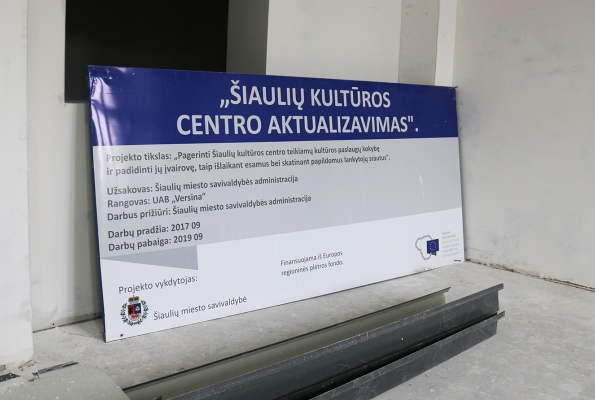 „ŠIAULIŲ KULTŪROS
CENTRO AKTUALIZAVIMAS".
Projekto tikslas: „Pagerinti Šiaulių kultūros centro teikiamų kultūros paslaugų kokybę
ir padidinti jų įvairovę, taip išlaikant esamus bei skatinant papildomus lankytojų srautus".
Užsakovas: Šiaulių miesto savivaldybės administracija
Rangovas: UAB „Versina"
Darbus prižiūri: Šiaulių miesto savivaldybės administracija
Darbų pradžia: 2017 09
Darbų pabaiga: 2019 09
Finansuojama iš Europos
regioninės plėtros fondo.
Projekto vykdytojas:
Šiaulių miesto savivaldybė